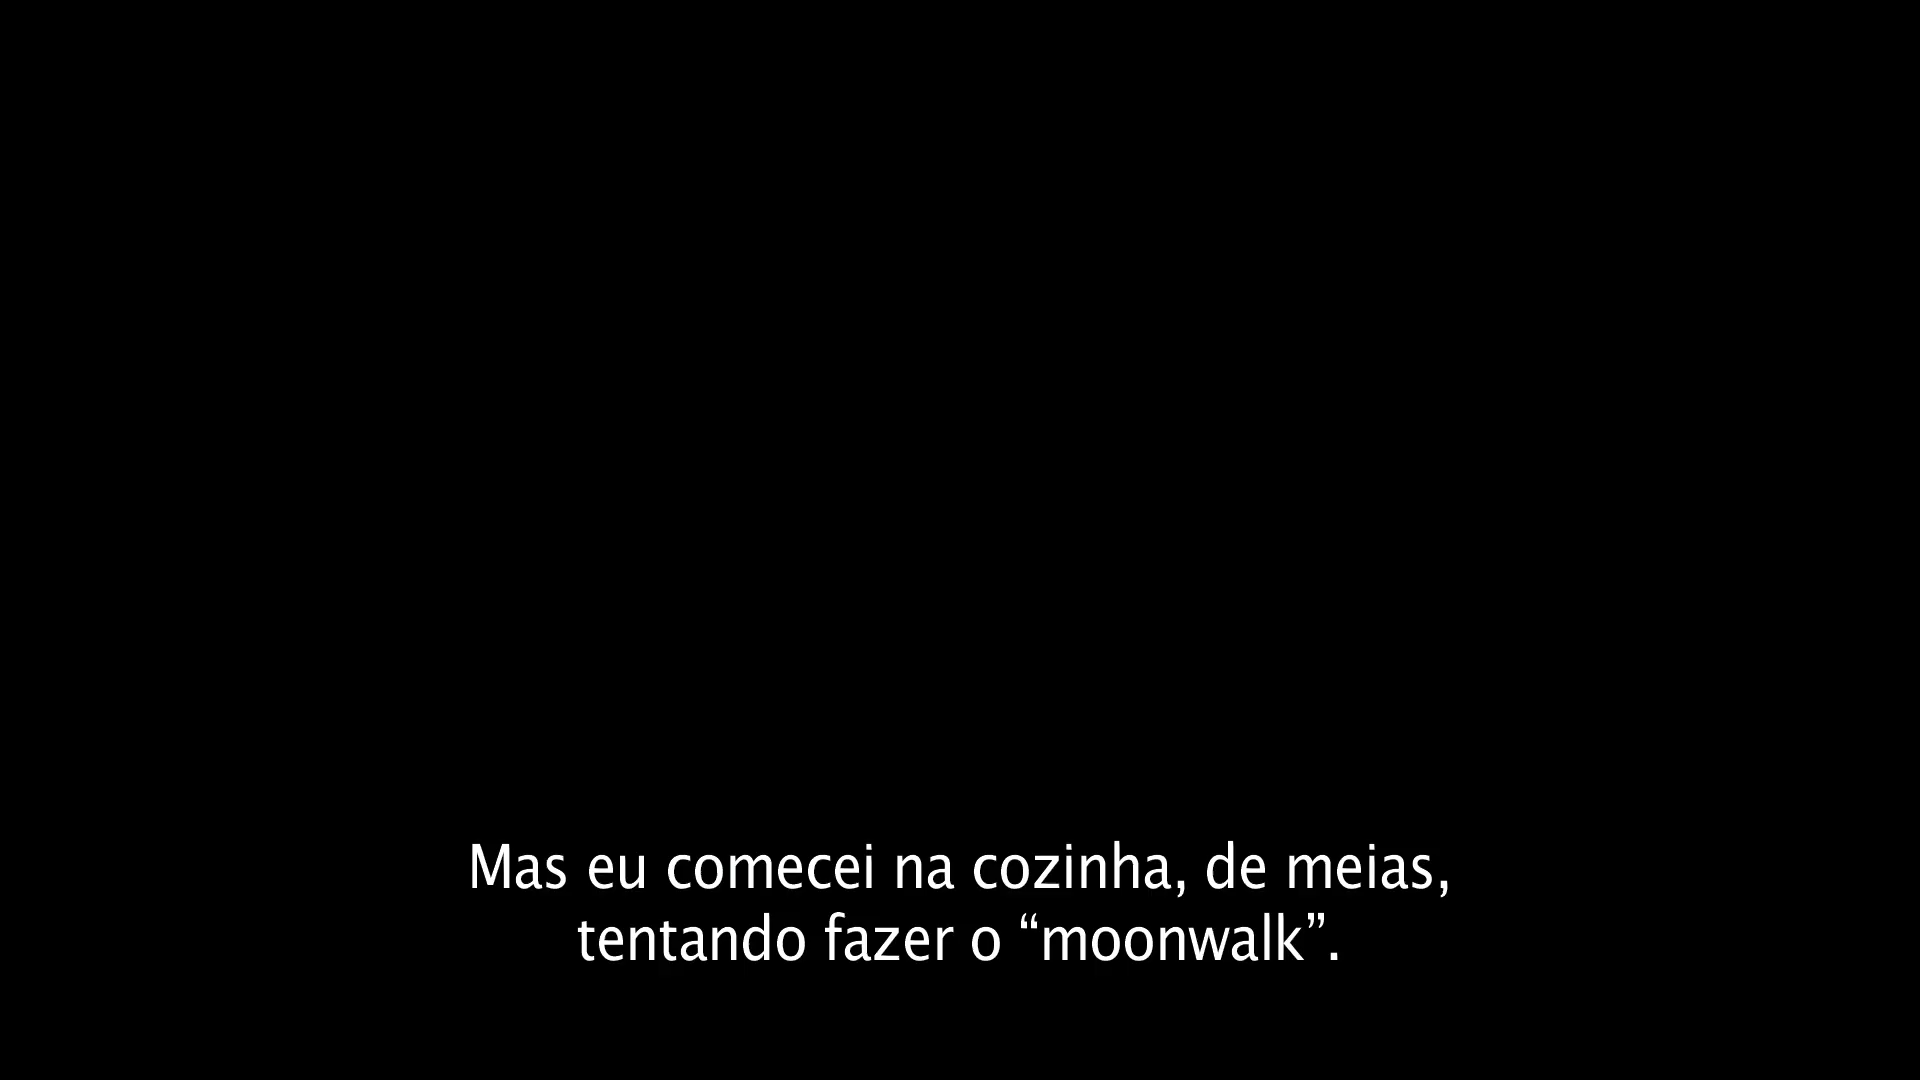 Mas eu comecei na cozinha, de meias,
tentando fazer o “moonwalk”.